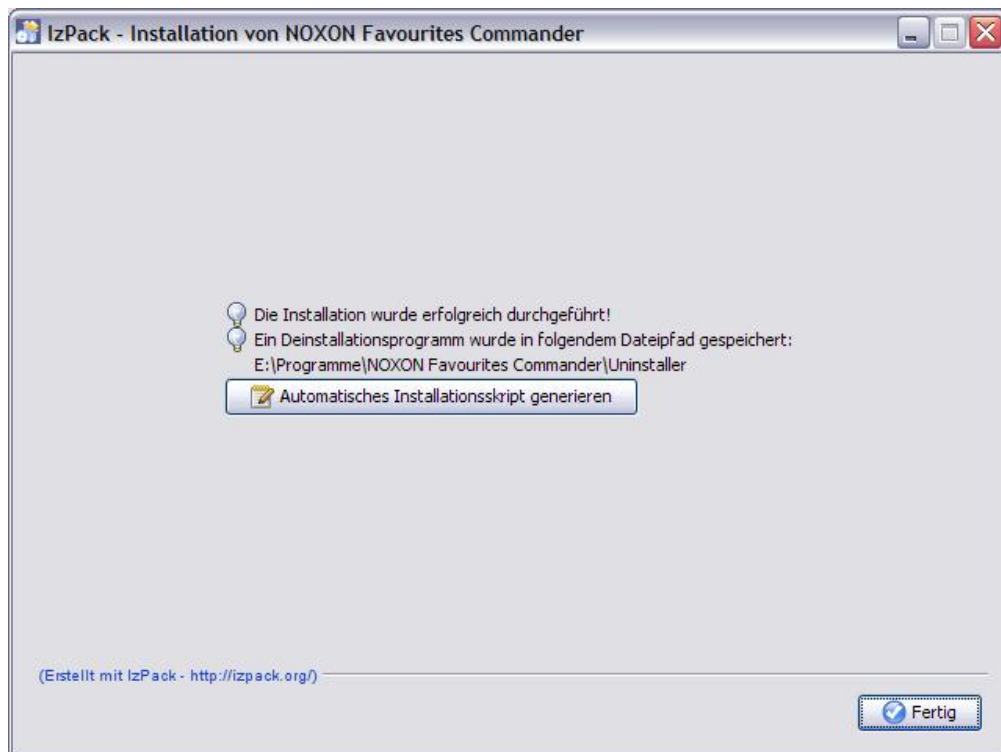 IzPack - Installation von NOXON Favourites Commander
Die Installation wurde erfolgreich durchgeführt!
Ein Deinstallationsprogramm wurde in folgendem Dateipfad gespeichert:
E:\Programme\NOXON Favourites Commander\Uninstaller
Automatisches Installationsskript generieren
(Erstellt mit IzPack - http://izpack.org/)
Fertig